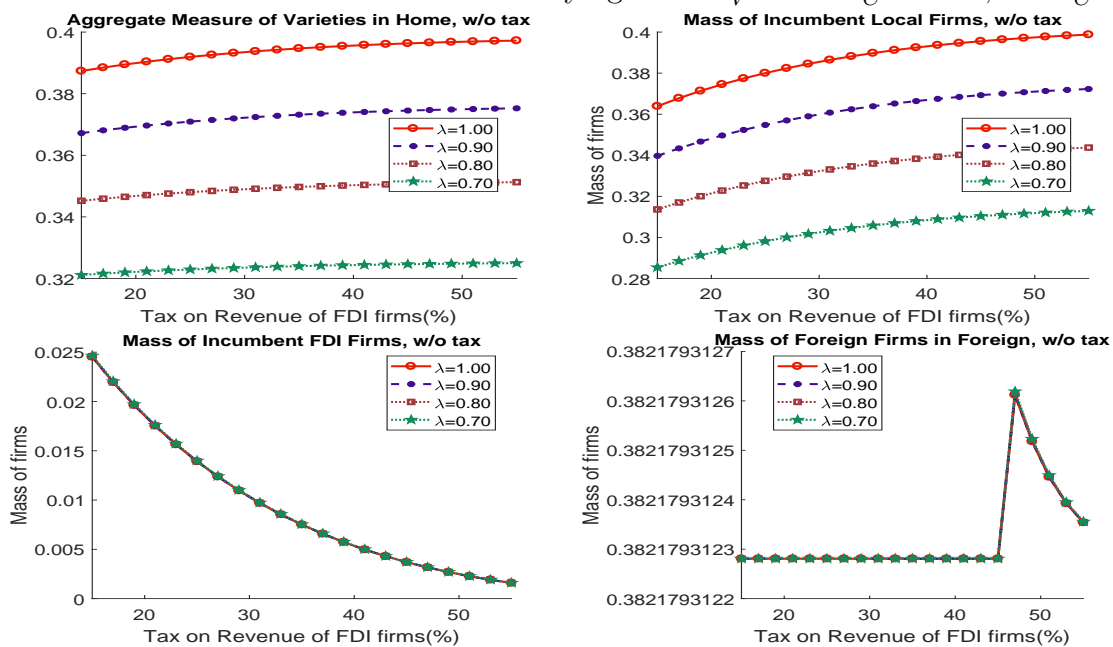 Aggregate Measure of Varieties in Home, w/o tax
0.4
0.38
0.36
0.34
0.32
λ=1.00
λ=0.90
λ=0.80
λ=0.70
20 30 40 50
Tax on Revenue of FDI firms(%)
Mass of Incumbent Local Firms, w/o tax
Mass of firms
0.4
0.38
0.36
0.34
0.32
0.3
0.28
λ=1.00
λ=0.90
λ=0.80
λ=0.70
20 30 40 50
Tax on Revenue of FDI firms(%)
Mass of Incumbent FDI Firms, w/o tax
Mass of firms
0.025
0.02
0.015
0.01
0.005
0
λ=1.00
λ=0.90
λ=0.80
λ=0.70
20 30 40 50
Tax on Revenue of FDI firms(%)
Mass of Foreign Firms in Foreign, w/o tax
Mass of firms
0.3821793127
0.3821793126
0.3821793125
0.3821793124
0.3821793123
0.3821793122
λ=1.00
λ=0.90
λ=0.80
λ=0.70
20 30 40 50
Tax on Revenue of FDI firms(%)